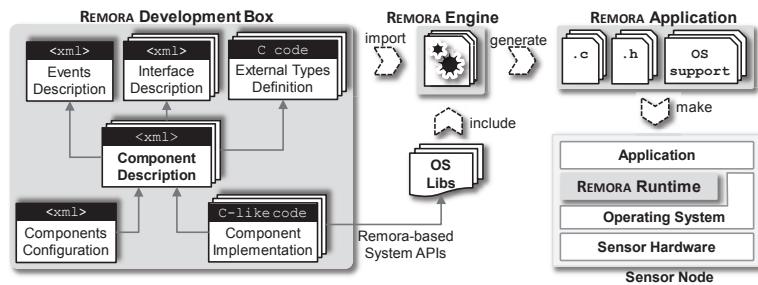 REMORA Development Box
<xml>
Events
Description
<xml>
Interface
Description
C code
External Types
Definition
<xml>
Component
Description
<xml>
Components
Configuration
C-like code
Component
Implementation
REMORA Engine
import
generate
include
OS
Libs
Remora-based
System APIs
REMORA Application
.c
.h
OS
support
make
Application
REMORA Runtime
Operating System
Sensor Hardware
Sensor Node